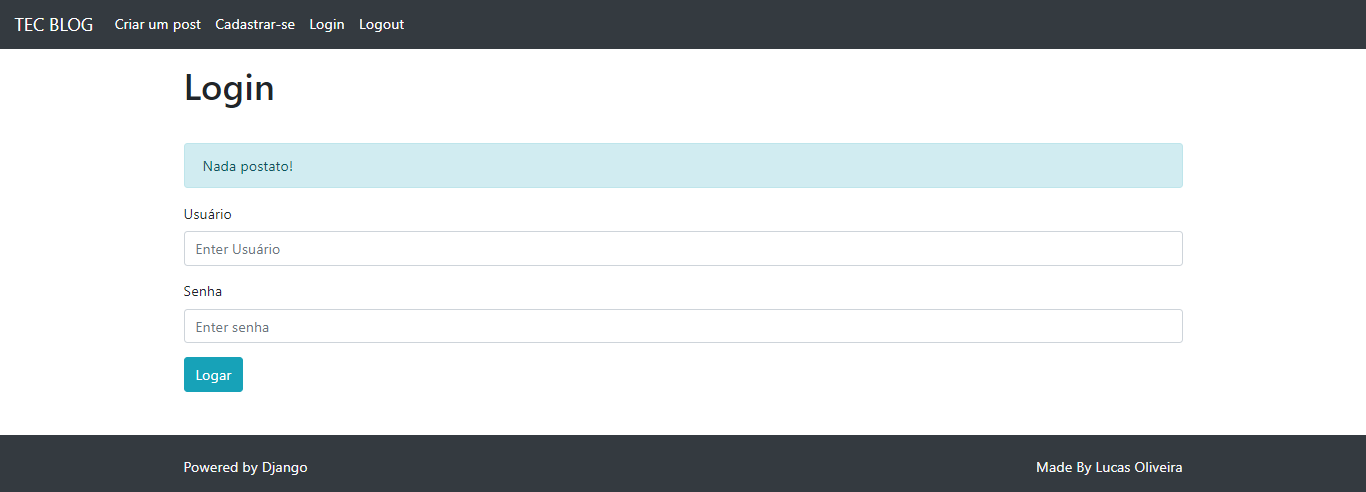 TEC BLOG Criar um post Cadastrar-se Login Logout
Login
Nada postato!
Usuário
Enter Usuário
Senha
Enter senha
Logar
Powered by Django Made By Lucas Oliveira